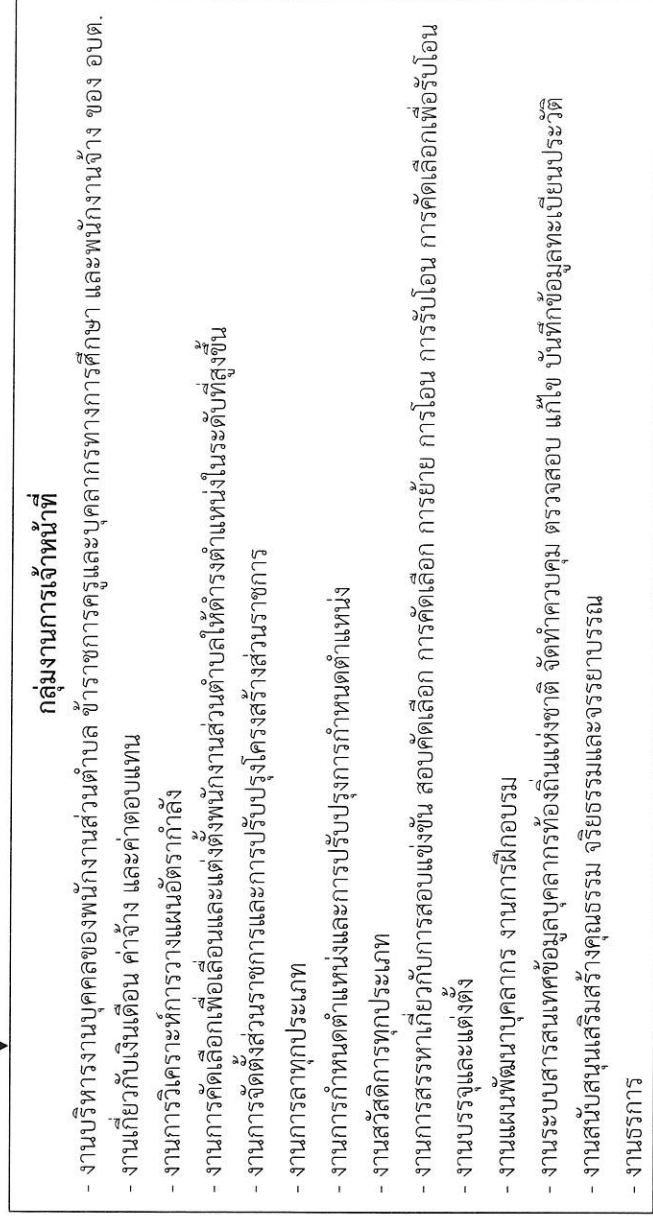 กลุ่มงานการเจ้าหน้าที่
- งานบริหารงานบุคคลของพนักงานส่วนตำบล ข้าราชการครูและบุคลากรทางการศึกษา และพนักงานจ้าง ของ อบต.
- งานเกี่ยวกับเงินเดือน ค่าจ้าง และค่าตอบแทน
- งานการวิเคราะห์การวางแผนอัตรากำลัง
- งานการคัดเลือกเพื่อเลื่อนและแต่งตั้งพนักงานส่วนตำบลให้ดำรงตำแหน่งในระดับที่สูงขึ้น
- งานการจัดตั้งส่วนราชการและการปรับปรุงโครงสร้างส่วนราชการ
- งานการลาทุกประเภท
- งานการกำหนดตำแหน่งและการปรับปรุงการกำหนดตำแหน่ง
- งานสวัสดิการทุกประเภท
- งานการสรรหาเกี่ยวกับการสอบแข่งขัน สอบคัดเลือก การคัดเลือก การย้าย การโอน การรับโอน การคัดเลือกเพื่อรับโอน
- งานบรรจุและแต่งตั้ง
- งานแผนพัฒนาบุคลากร งานการฝึกอบรม
- งานระบบสารสนเทศข้อมูลบุคลากรท้องถิ่นแห่งชาติ จัดทำควบคุม ตรวจสอบ แก้ไข บันทึกข้อมูลทะเบียนประวัติ
- งานสนับสนุนเสริมสร้างคุณธรรม จริยธรรมและจรรยาบรรณ
- งานธุรการ